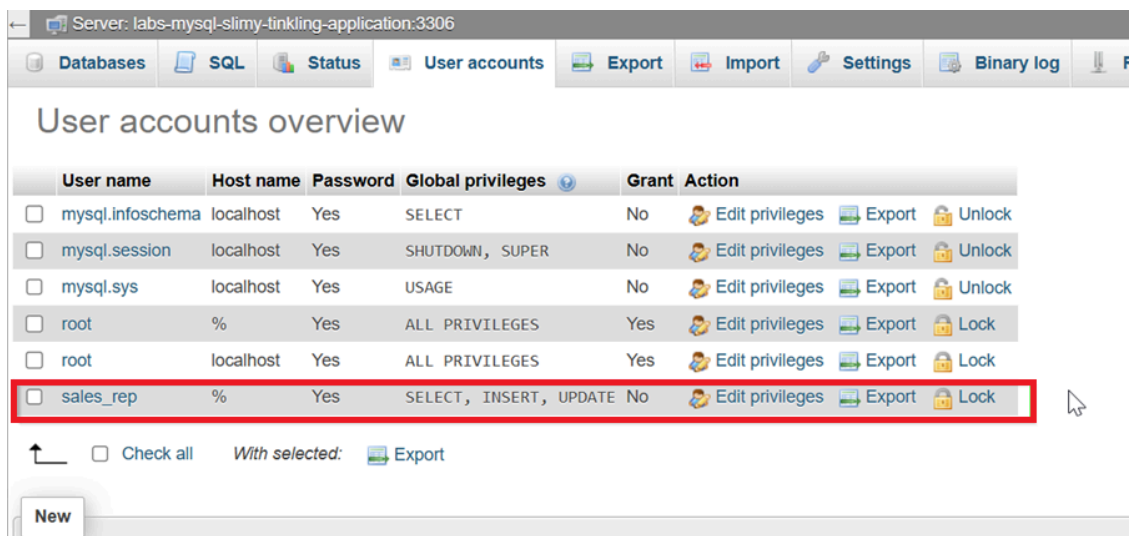 ← Server: labs-mysql-slimy-tinkling-application:3306
Databases SQL Status User accounts Export Import Settings Binary log
User accounts overview
User name Host name Password Global privileges Grant Action
mysql.infoschema localhost Yes SELECT No Edit privileges Export Unlock
mysql.session localhost Yes SHUTDOWN, SUPER No Edit privileges Export Unlock
mysql.sys localhost Yes USAGE No Edit privileges Export Unlock
root % Yes ALL PRIVILEGES Yes Edit privileges Export Lock
root localhost Yes ALL PRIVILEGES Yes Edit privileges Export Lock
sales_rep % Yes SELECT, INSERT, UPDATE No Edit privileges Export Lock
Check all With selected: Export
New